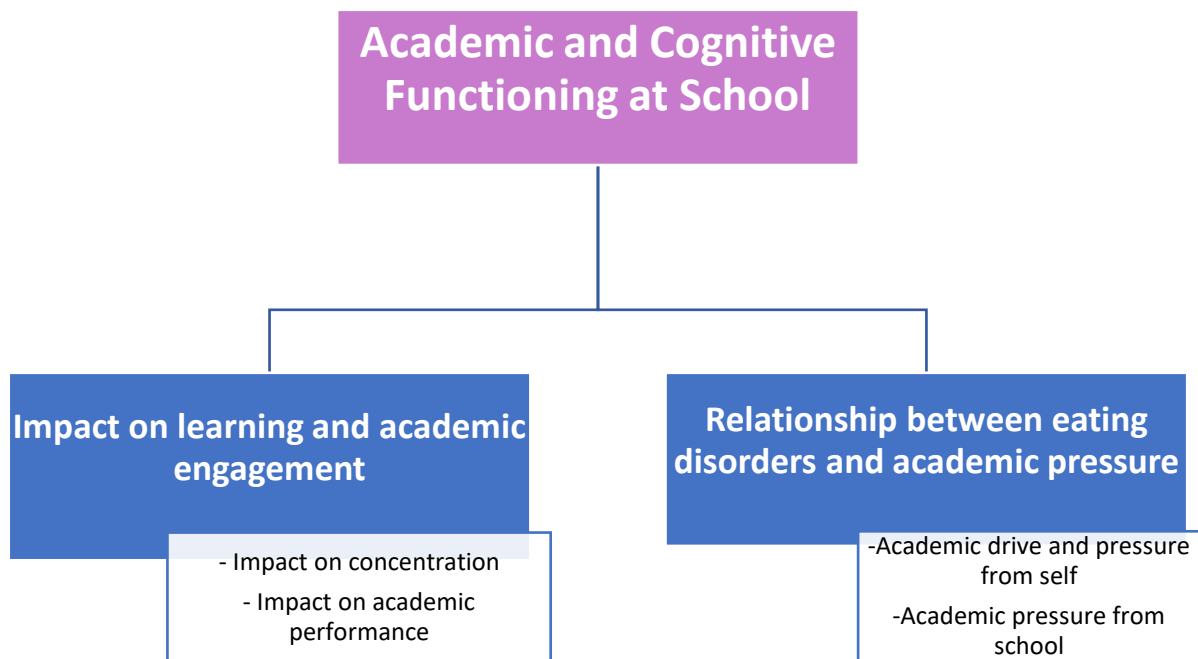 Academic and Cognitive
Functioning at School
Impact on learning and academic
engagement
- Impact on concentration
- Impact on academic
performance
Relationship between eating
disorders and academic pressure
-Academic drive and pressure
from self
-Academic pressure from
school